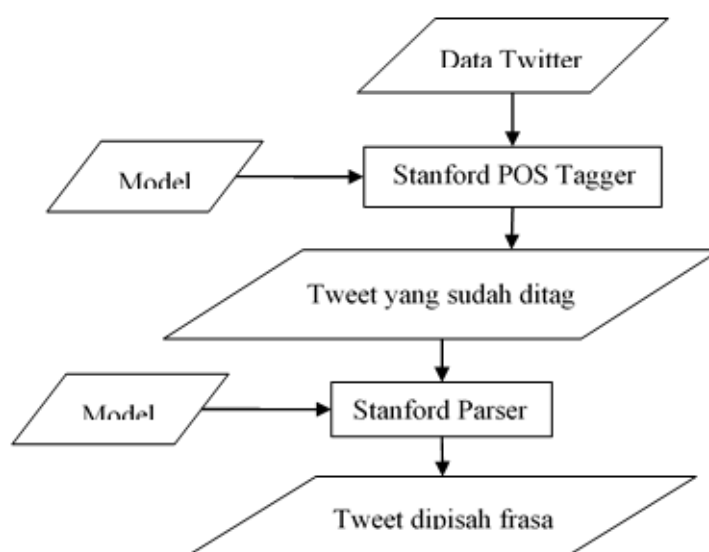 Data Twitter
Model
Stanford POS Tagger
Tweet yang sudah ditag
Model
Stanford Parser
Tweet dipisah frasa